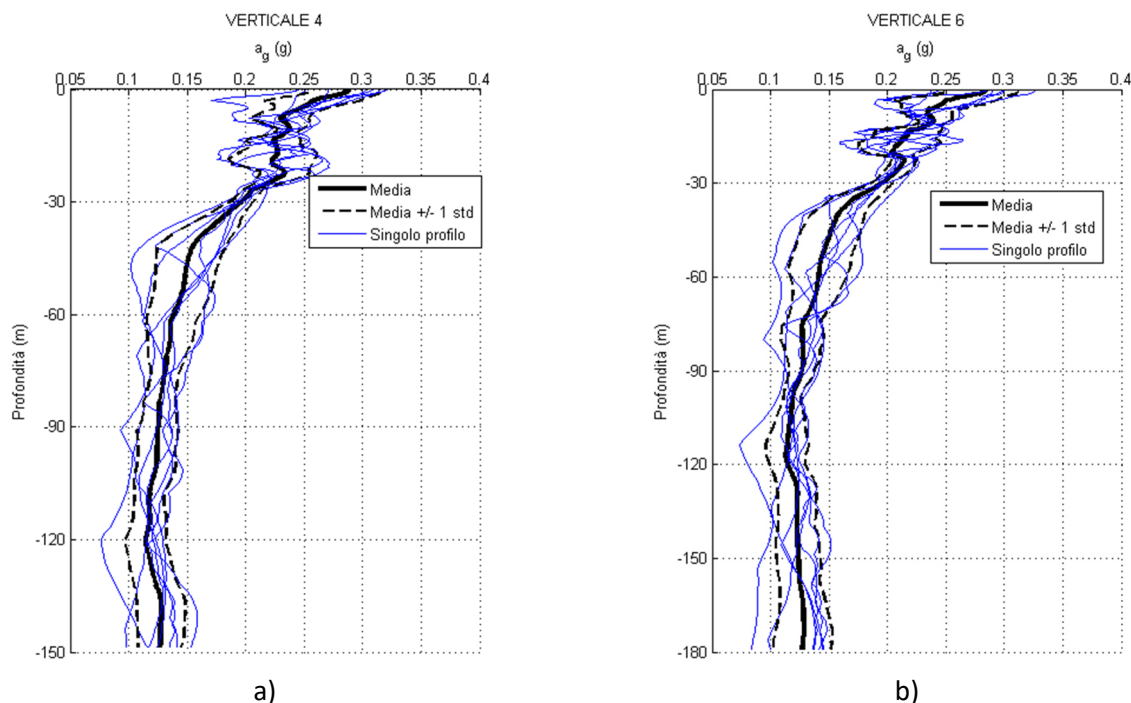 VERTICALE 4
a_g (g)
0.05 0.1 0.15 0.2 0.25 0.3 0.35 0.4
0
-30
-60
-90
-120
-150
Profondità (m)
Media
Media +/- 1 std
Singolo profilo
a)
VERTICALE 6
a_g (g)
0.05 0.1 0.15 0.2 0.25 0.3 0.35 0.4
0
-30
-60
-90
-120
-150
-180
Profondità (m)
Media
Media +/- 1 std
Singolo profilo
b)